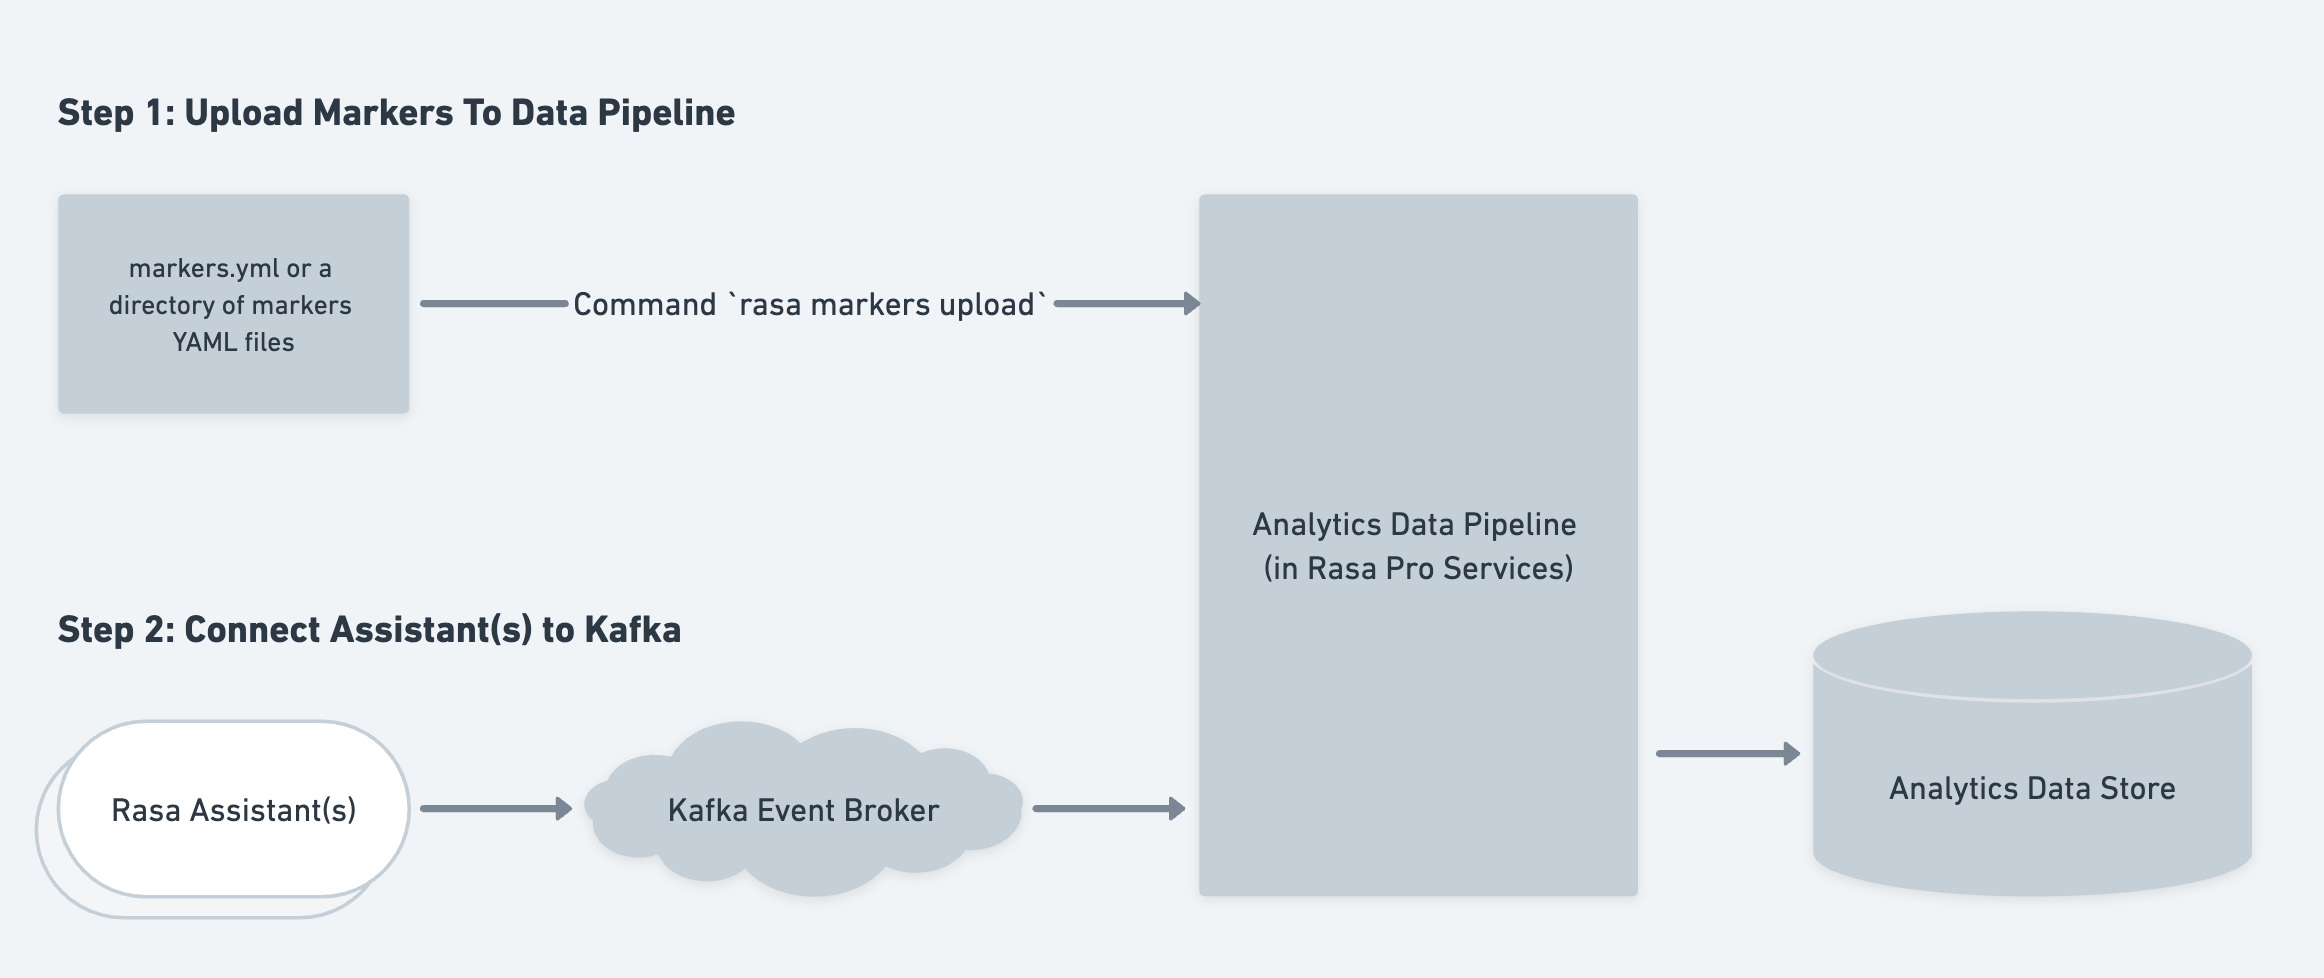 Step 1: Upload Markers To Data Pipeline
markers.yml or a
directory of markers
YAML files
Command `rasa markers upload`
Analytics Data Pipeline
(in Rasa Pro Services)
Step 2: Connect Assistant(s) to Kafka
Rasa Assistant(s)
Kafka Event Broker
Analytics Data Store